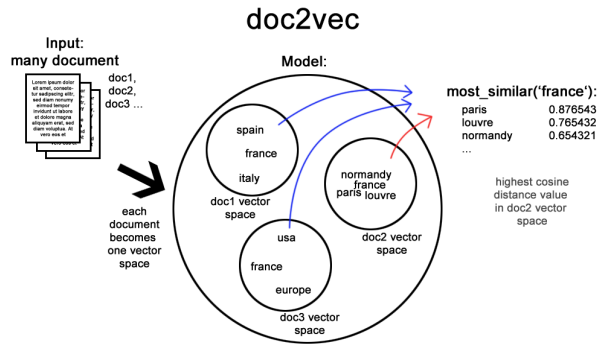 doc2vec
Input:
many document
Lorem ipsum dolor
sit amet, consete-
tur sadipscing elitr,
sed diam nonumy
eirmod tempor
invidunt ut labore
et dolore magna
aliquyam erat, sed
diam voluptua. At
vero eos et
doc1,
doc2,
doc3 ...
each
document
becomes
one vector
space
Model:
spain
france
italy
doc1 vector
space
normandy
france
paris louvre
doc2 vector
space
usa
france
europe
doc3 vector
space
most_similar('france'):
paris 0.876543
louvre 0.765432
normandy 0.654321
...
highest cosine
distance value
in doc2 vector
space